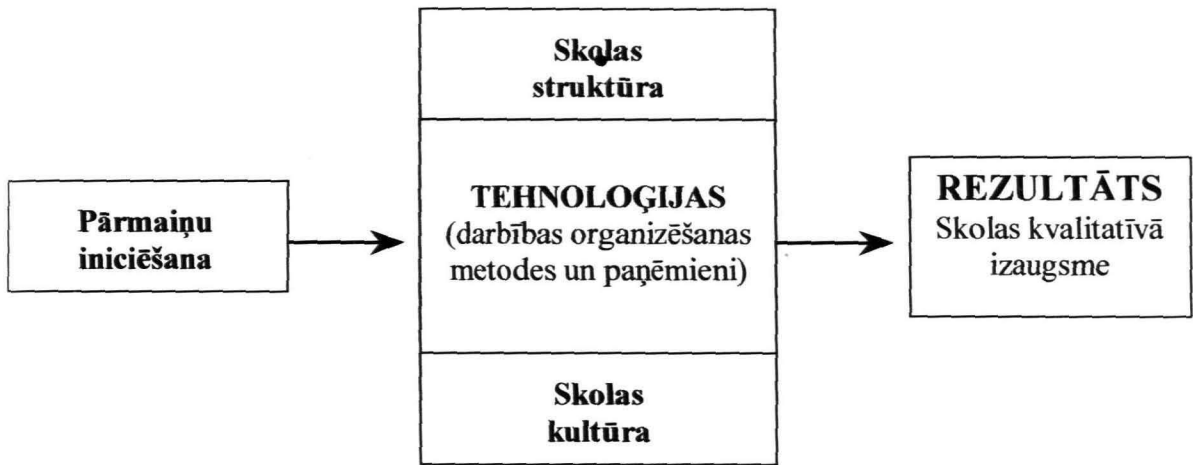 Skolas
struktūra
Pārmaiņu
iniciēšana
TEHNOLOĢIJAS
(darbības organizēšanas
metodes un paņēmieni)
REZULTĀTS
Skolas kvalitatīvā
izaugsme
Skolas
kultūra